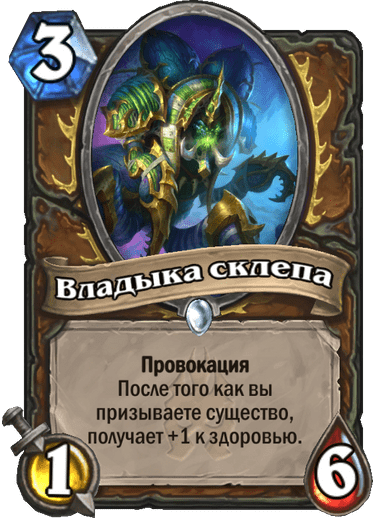 3
Владыка склепа
Провокация
После того как вы
призываете существо,
получает +1 к здоровью.
1
6